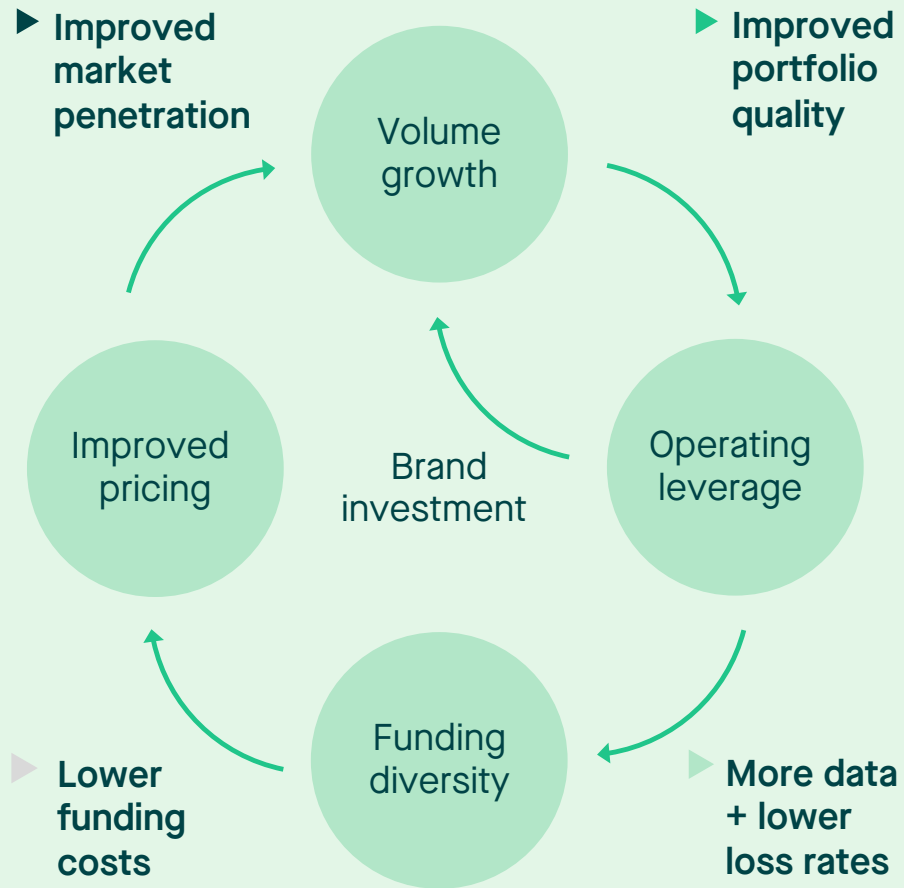 Improved
market
penetration
Improved
portfolio
quality
Volume
growth
Improved
pricing
Brand
investment
Operating
leverage
Funding
diversity
Lower
funding
costs
More data
+ lower
loss rates